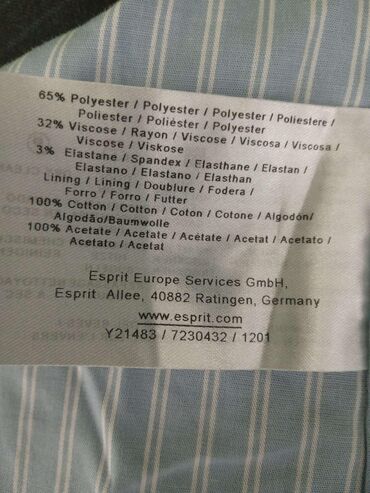 65% Polyester / Polyester / Polyester / Poliestere /
Poliester / Poliéster / Polyester
32% Viscose / Rayon / Viscose / Viscosa / Viscosa /
Viscose / Viskose
3% Elastane / Spandex / Elasthane / Elastan /
Elastano / Elastano / Elasthan
Lining / Lining / Doublure / Fodera /
Forro / Forro / Futter
100% Cotton / Cotton / Coton / Cotone / Algodón/
Algodão/Baumwolle
100% Acetate / Acetate / Acétate / Acetat / Acetato /
Acetato / Acetat
Esprit Europe Services GmbH,
Esprit Allee, 40882 Ratingen, Germany
www.esprit.com
Y21483 / 7230432 / 1201